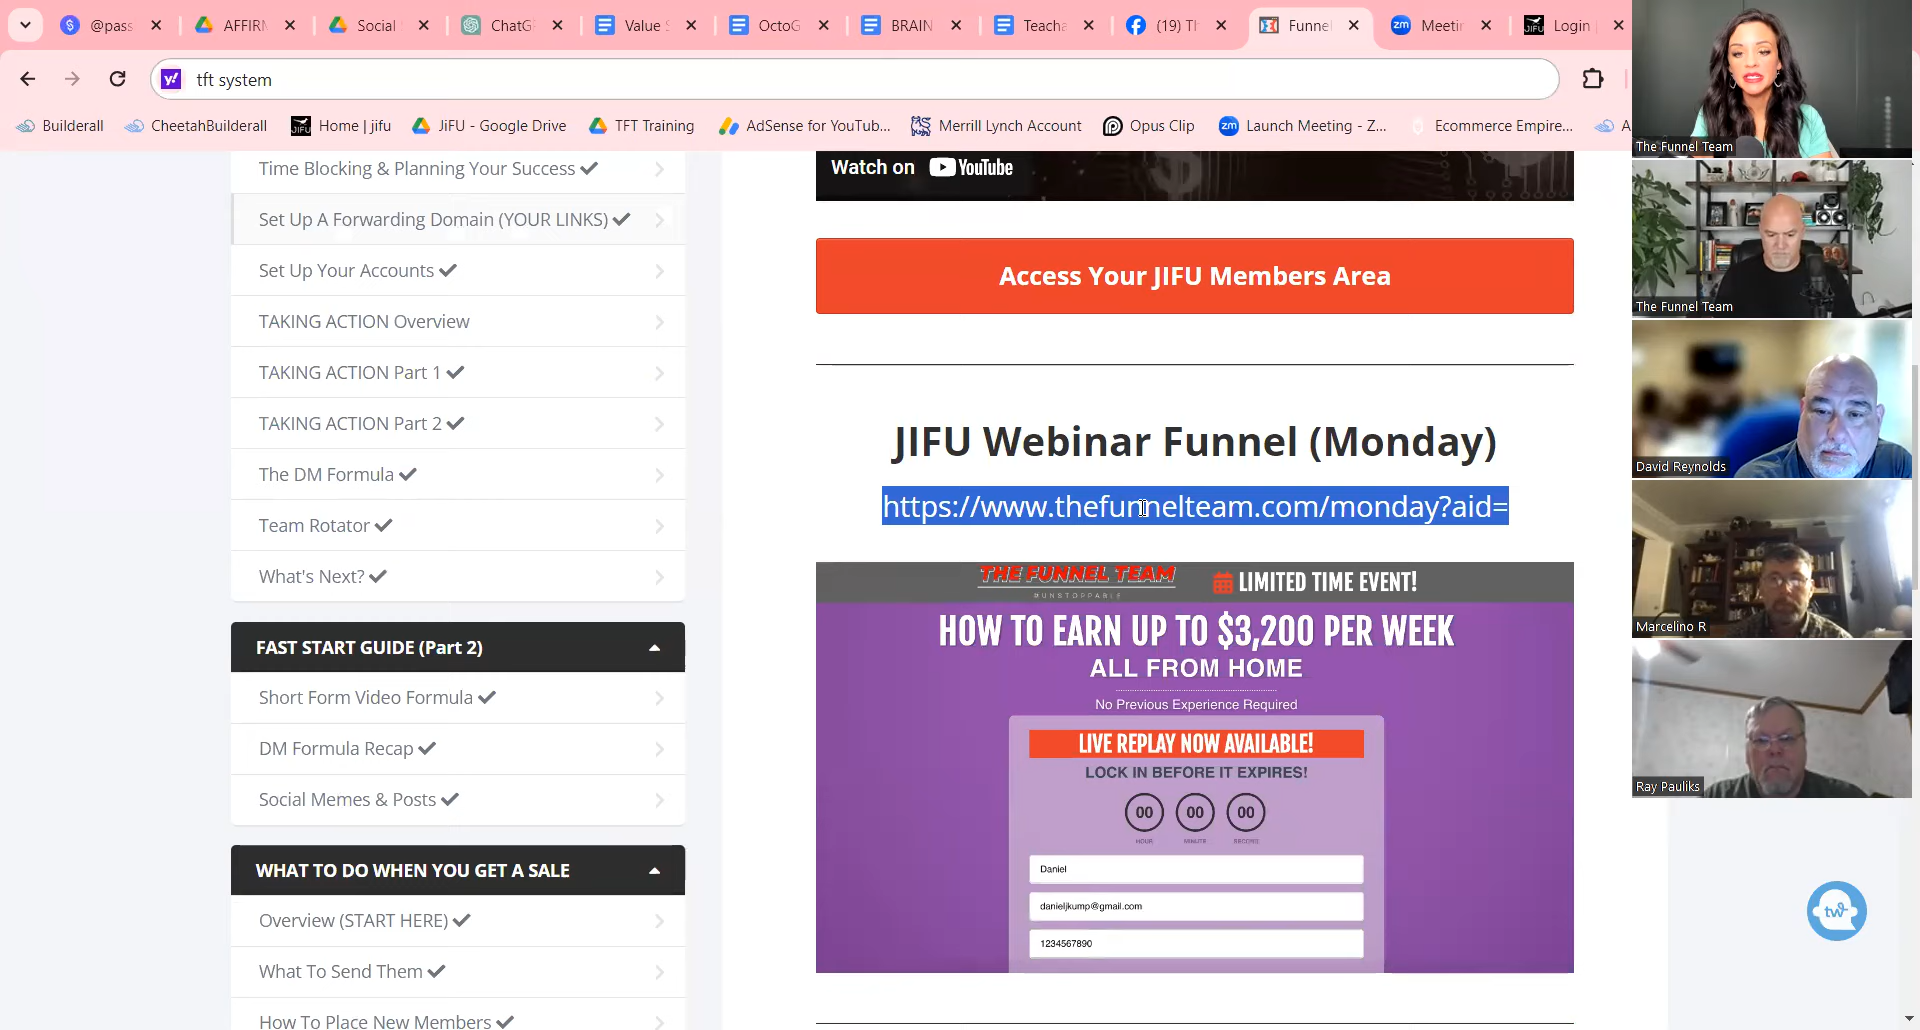 @pass
AFFIRM
Social
ChatG
Value S
OctoG
BRAIN
Teacha
(19) Th
Funnel
Meetin
Login |
tft system
Builderall
CheetahBuilderall
Home | jifu
JiFU - Google Drive
TFT Training
AdSense for YouTub...
Merrill Lynch Account
Opus Clip
Launch Meeting - Z...
Ecommerce Empire...
Time Blocking & Planning Your Success
Set Up A Forwarding Domain (YOUR LINKS)
Set Up Your Accounts
TAKING ACTION Overview
TAKING ACTION Part 1
TAKING ACTION Part 2
The DM Formula
Team Rotator
What's Next?
FAST START GUIDE (Part 2)
Short Form Video Formula
DM Formula Recap
Social Memes & Posts
WHAT TO DO WHEN YOU GET A SALE
Overview (START HERE)
What To Send Them
How To Place New Members
Watch on YouTube
Access Your JIFU Members Area
JIFU Webinar Funnel (Monday)
https://www.thefunnelteam.com/monday?aid=
THE FUNNEL TEAM
#UNSTOPPABLE
LIMITED TIME EVENT!
HOW TO EARN UP TO $3,200 PER WEEK
ALL FROM HOME
No Previous Experience Required
LIVE REPLAY NOW AVAILABLE!
LOCK IN BEFORE IT EXPIRES!
00 00 00
HOUR MINUTE SECOND
Daniel
danieljkump@gmail.com
1234567890
The Funnel Team
The Funnel Team
David Reynolds
Marcelino R
Ray Pauliks